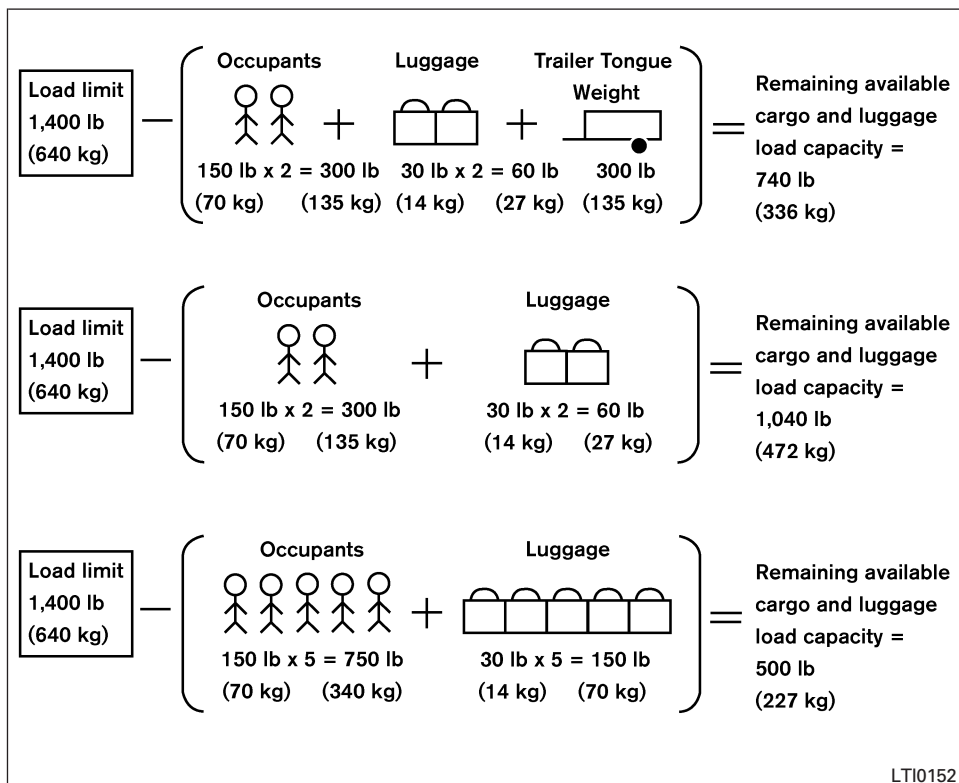 Occupants Luggage Trailer Tongue
Weight
Load limit
1,400 lb
(640 kg)
150 lb x 2 = 300 lb 30 lb x 2 = 60 lb 300 lb
(70 kg) (135 kg) (14 kg) (27 kg) (135 kg)
Remaining available
cargo and luggage
load capacity =
740 lb
(336 kg)
Occupants Luggage
Load limit
1,400 lb
(640 kg)
150 lb x 2 = 300 lb 30 lb x 2 = 60 lb
(70 kg) (135 kg) (14 kg) (27 kg)
Remaining available
cargo and luggage
load capacity =
1,040 lb
(472 kg)
Occupants Luggage
Load limit
1,400 lb
(640 kg)
150 lb x 5 = 750 lb 30 lb x 5 = 150 lb
(70 kg) (340 kg) (14 kg) (70 kg)
Remaining available
cargo and luggage
load capacity =
500 lb
(227 kg)
LTI0152